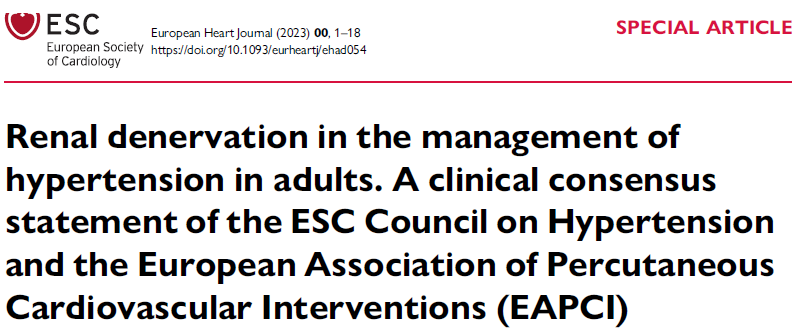 ESC
European Society
of Cardiology
European Heart Journal (2023) 00, 1–18
https://doi.org/10.1093/eurheartj/ehad054
SPECIAL ARTICLE
Renal denervation in the management of
hypertension in adults. A clinical consensus
statement of the ESC Council on Hypertension
and the European Association of Percutaneous
Cardiovascular Interventions (EAPCI)